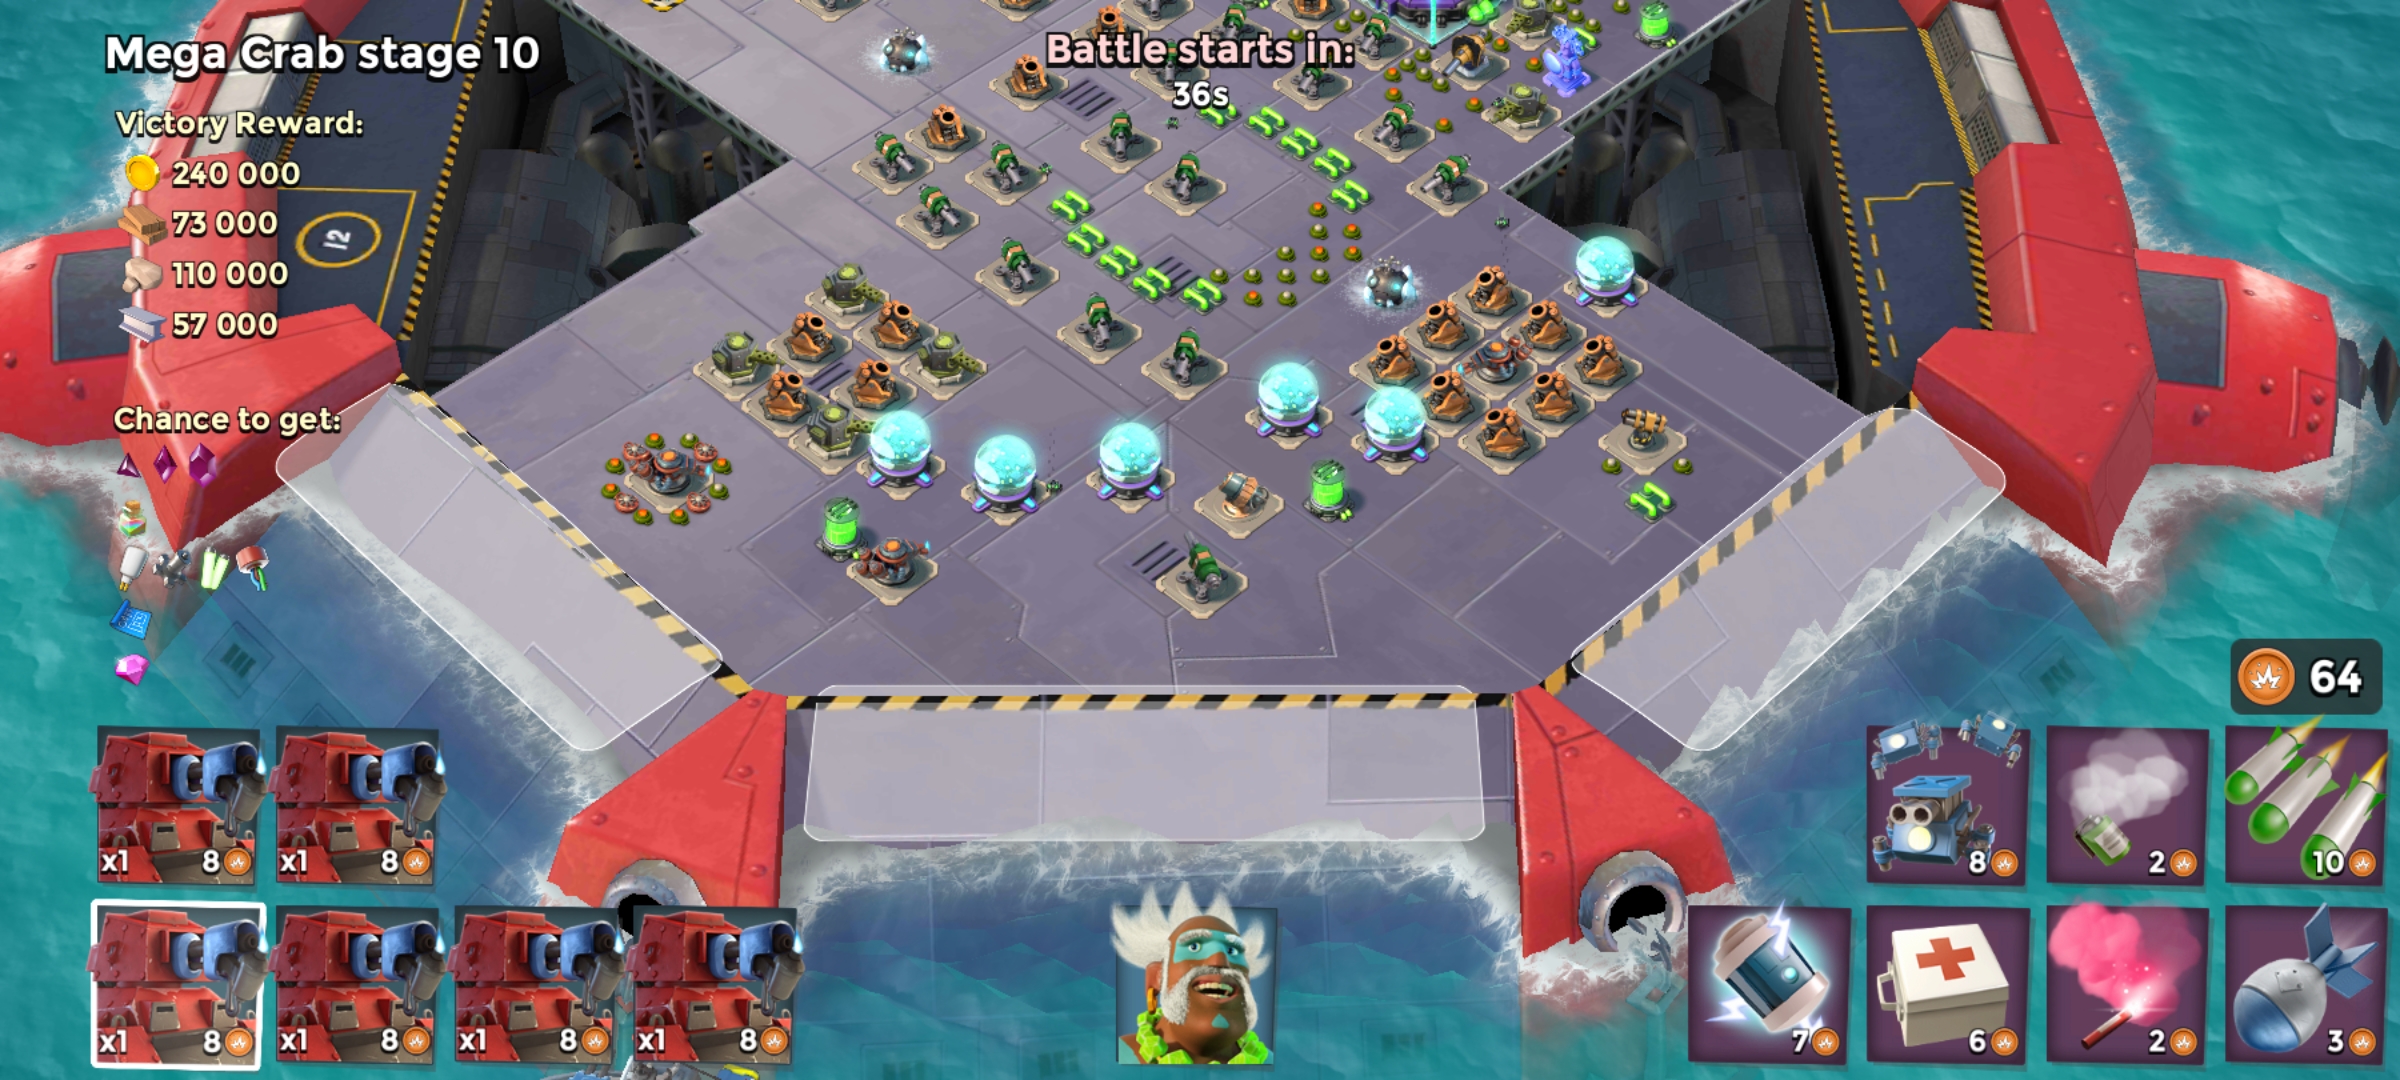 Mega Crab stage 10
Battle starts in:
36s
Victory Reward:
240 000
73 000
110 000
57 000
12
Chance to get:
64
x1 8
x1 8
8
2
10
x1 8
x1 8
x1 8
x1 8
7
6
2
3